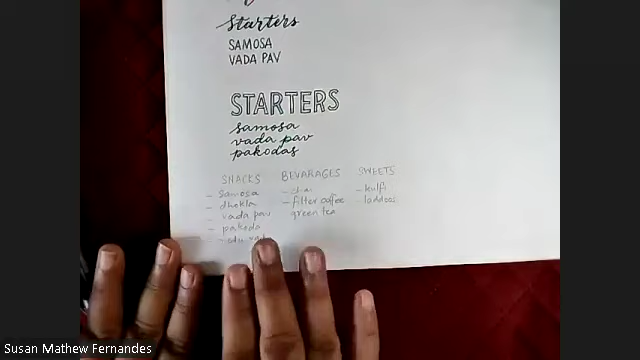 Starters
SAMOSA
VADA PAV
STARTERS
samosa
vada pav
pakodas
SNACKS BEVARAGES SWEETS
- samosa - chai - kulfi
- dhokla - filter coffee - laddoos
- vada pav green tea
- pakoda
Susan Mathew Fernandes